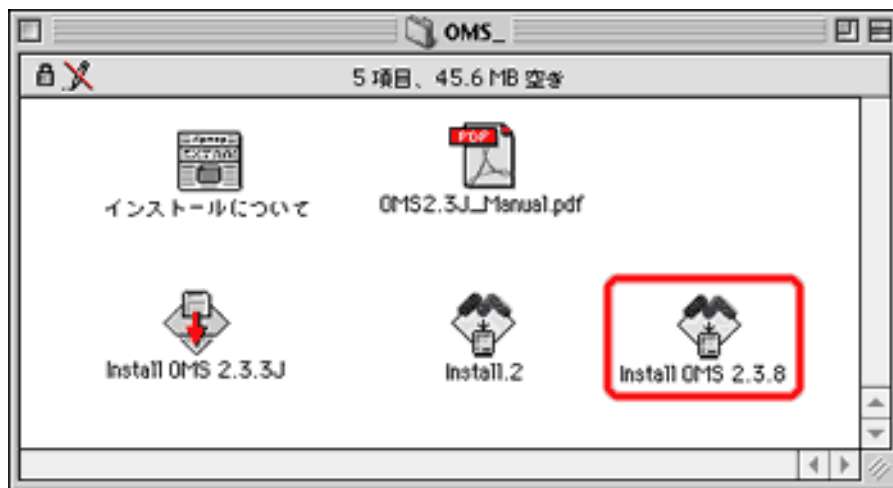 OMS_
5 項目、45.6 MB 空き
PDF
インストールについて
OMS2.3J_Manual.pdf
Install OMS 2.3.3J
Install.2
Install OMS 2.3.8